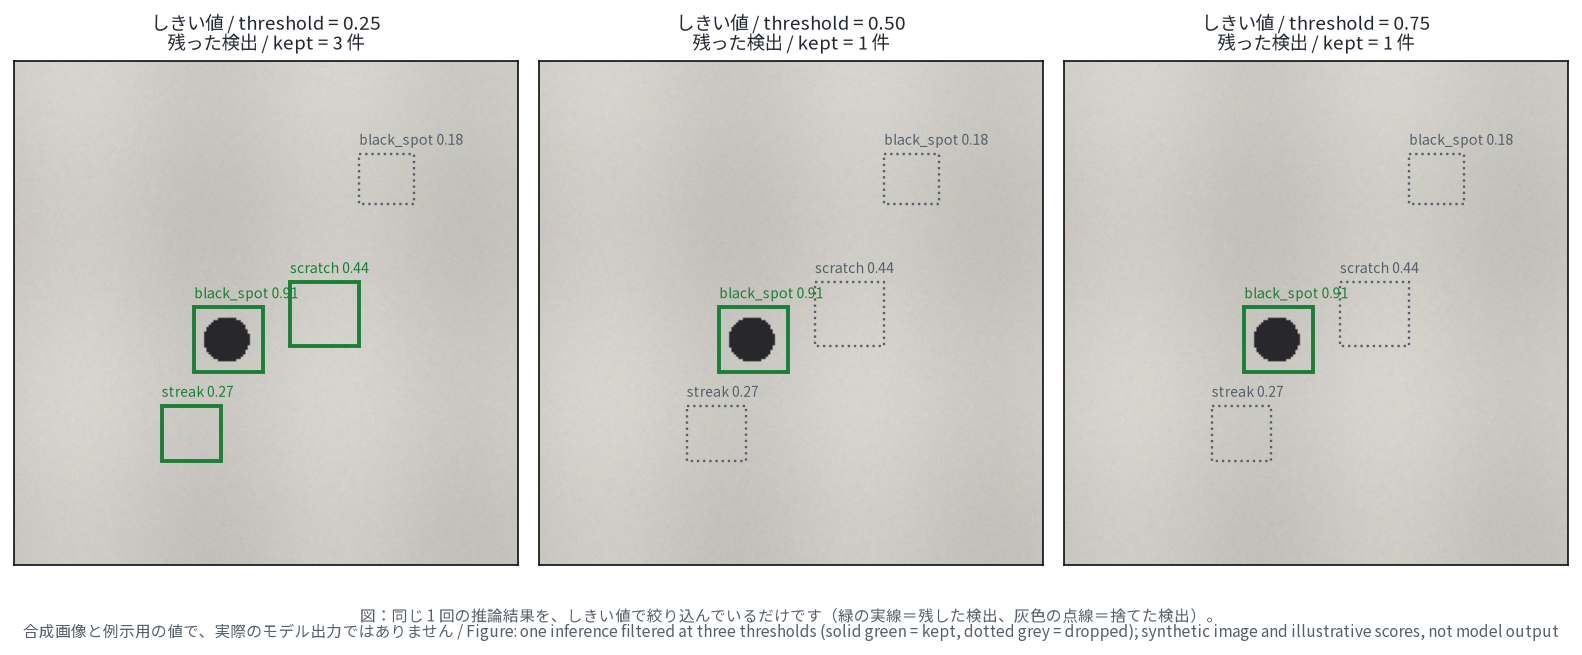 しきい値 / threshold = 0.25
残った検出 / kept = 3 件
black_spot 0.18
scratch 0.44
black_spot 0.91
streak 0.27
しきい値 / threshold = 0.50
残った検出 / kept = 1 件
black_spot 0.18
scratch 0.44
black_spot 0.91
streak 0.27
しきい値 / threshold = 0.75
残った検出 / kept = 1 件
black_spot 0.18
scratch 0.44
black_spot 0.91
streak 0.27
図：同じ 1 回の推論結果を、しきい値で絞り込んでいるだけです（緑の実線＝残した検出、灰色の点線＝捨てた検出）。
合成画像と例示用の値で、実際のモデル出力ではありません / Figure: one inference filtered at three thresholds (solid green = kept, dotted grey = dropped); synthetic image and illustrative scores, not model output